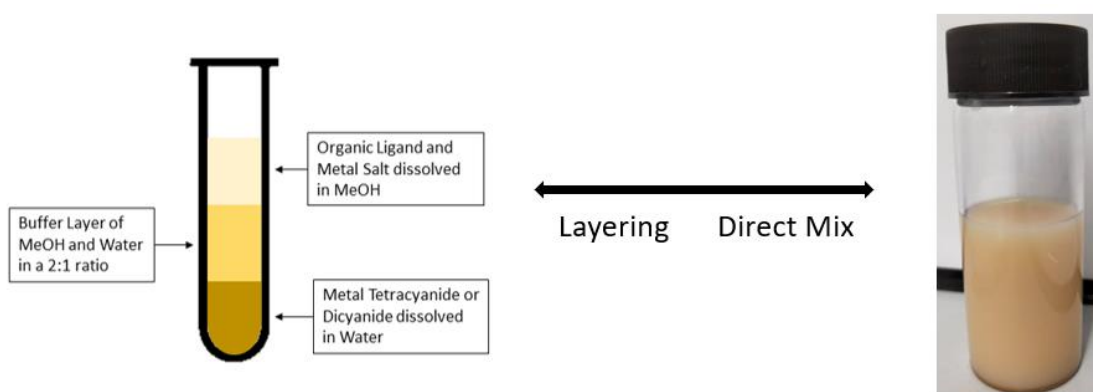 Organic Ligand and
Metal Salt dissolved
in MeOH
Buffer Layer of
MeOH and Water
in a 2:1 ratio
Metal Tetracyanide or
Dicyanide dissolved
in Water
Layering
Direct Mix